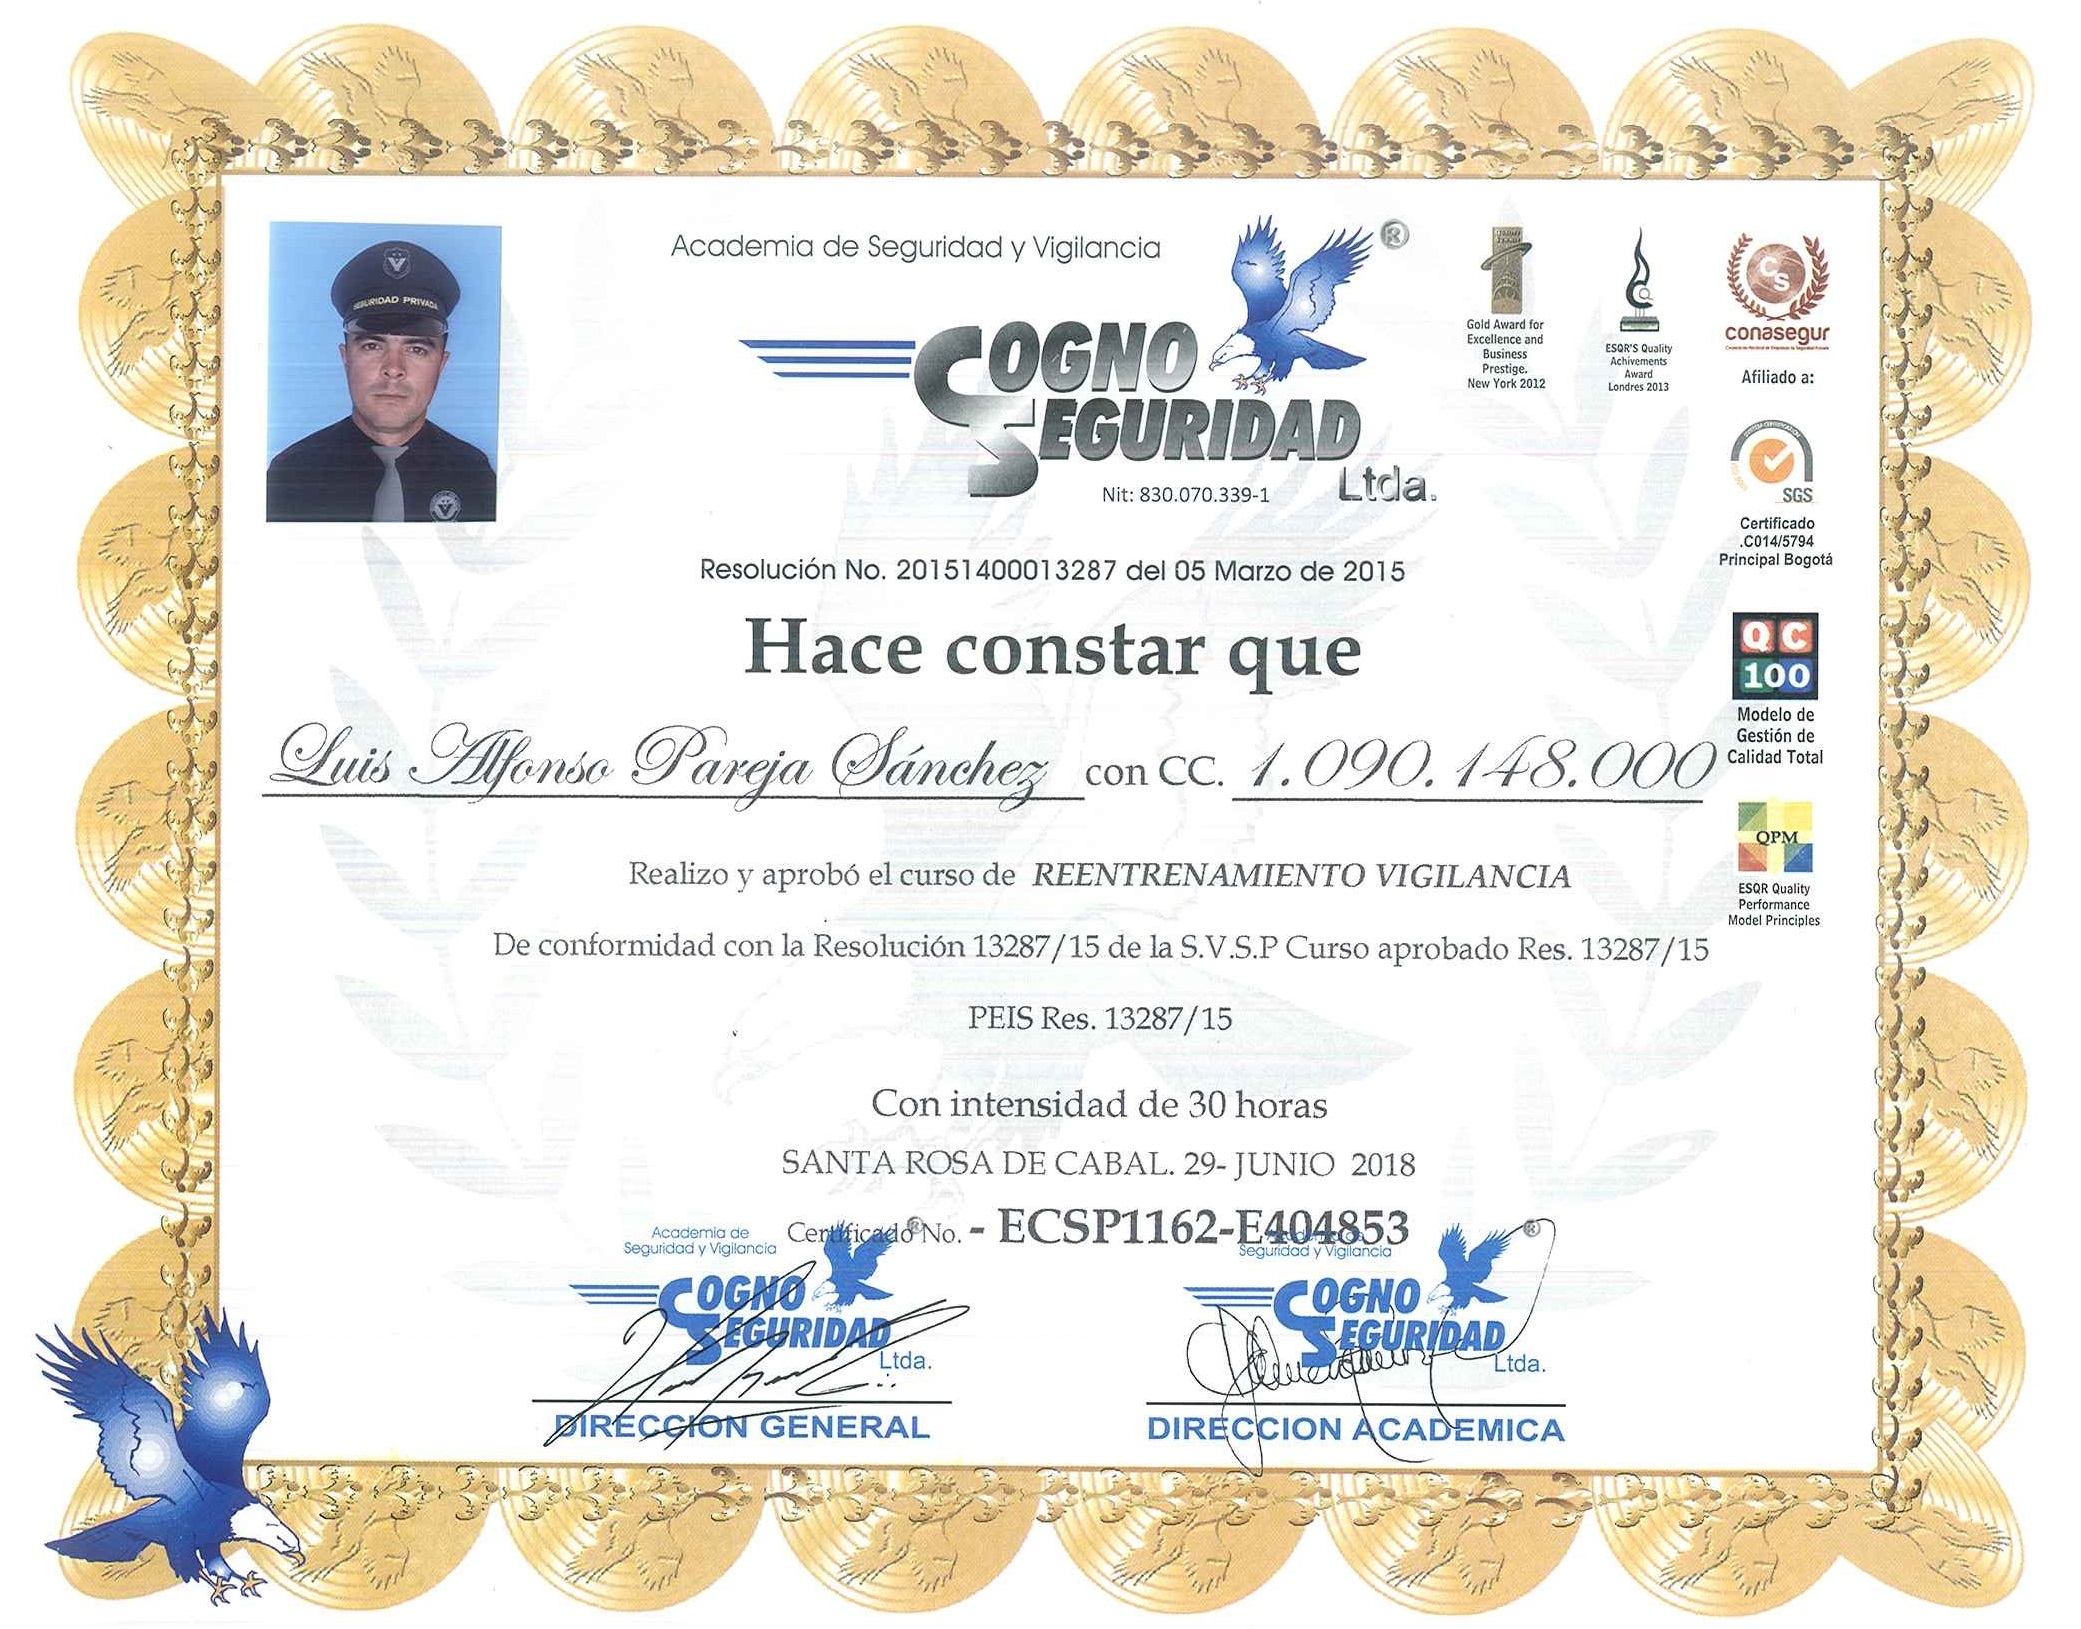 SEGURIDAD PRIVADA
Academia de Seguridad y Vigilancia
®
COGNO
SEGURIDAD
Ltda.
Nit: 830.070.339-1
Gold Award for
Excellence and
Business
Prestige.
New York 2012
ESQR'S Quality
Achivements
Award
Londres 2013
CS
conasegur
Afiliado a:
SGS
Certificado
.C014/5794
Principal Bogotá
Resolución No. 20151400013287 del 05 Marzo de 2015
Hace constar que
QC
100
Modelo de
Gestión de
Calidad Total
Luis Alfonso Pareja Sánchez con CC. 1.090.148.000
QPM
ESQR Quality
Performance
Model Principles
Realizo y aprobó el curso de REENTRENAMIENTO VIGILANCIA
De conformidad con la Resolución 13287/15 de la S.V.S.P Curso aprobado Res. 13287/15
PEIS Res. 13287/15
Con intensidad de 30 horas
SANTA ROSA DE CABAL. 29- JUNIO 2018
Certificado No. - ECSP1162-E404853
Academia de
Seguridad y Vigilancia
®
COGNO
SEGURIDAD
Ltda.
DIRECCION GENERAL
Academia de
Seguridad y Vigilancia
®
COGNO
SEGURIDAD
Ltda.
DIRECCION ACADEMICA